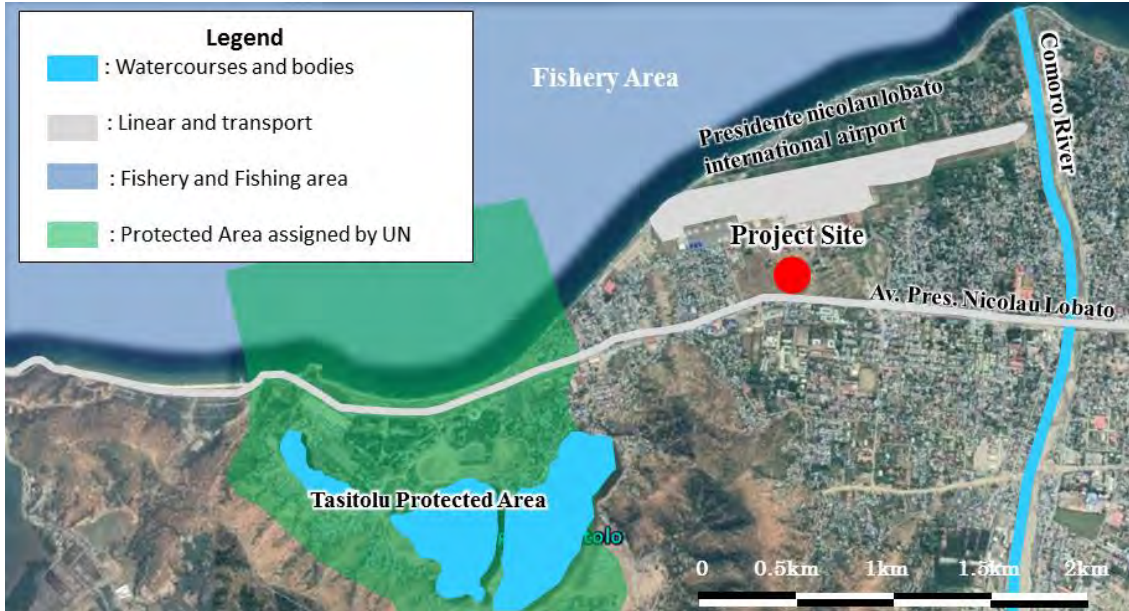 Legend
: Watercourses and bodies
: Linear and transport
: Fishery and Fishing area
: Protected Area assigned by UN
Fishery Area
Presidente nicolau lobato
international airport
Comoro River
Project Site
Av. Pres. Nicolau Lobato
Tasitolu Protected Area
0 0.5km 1km 1.5km 2km